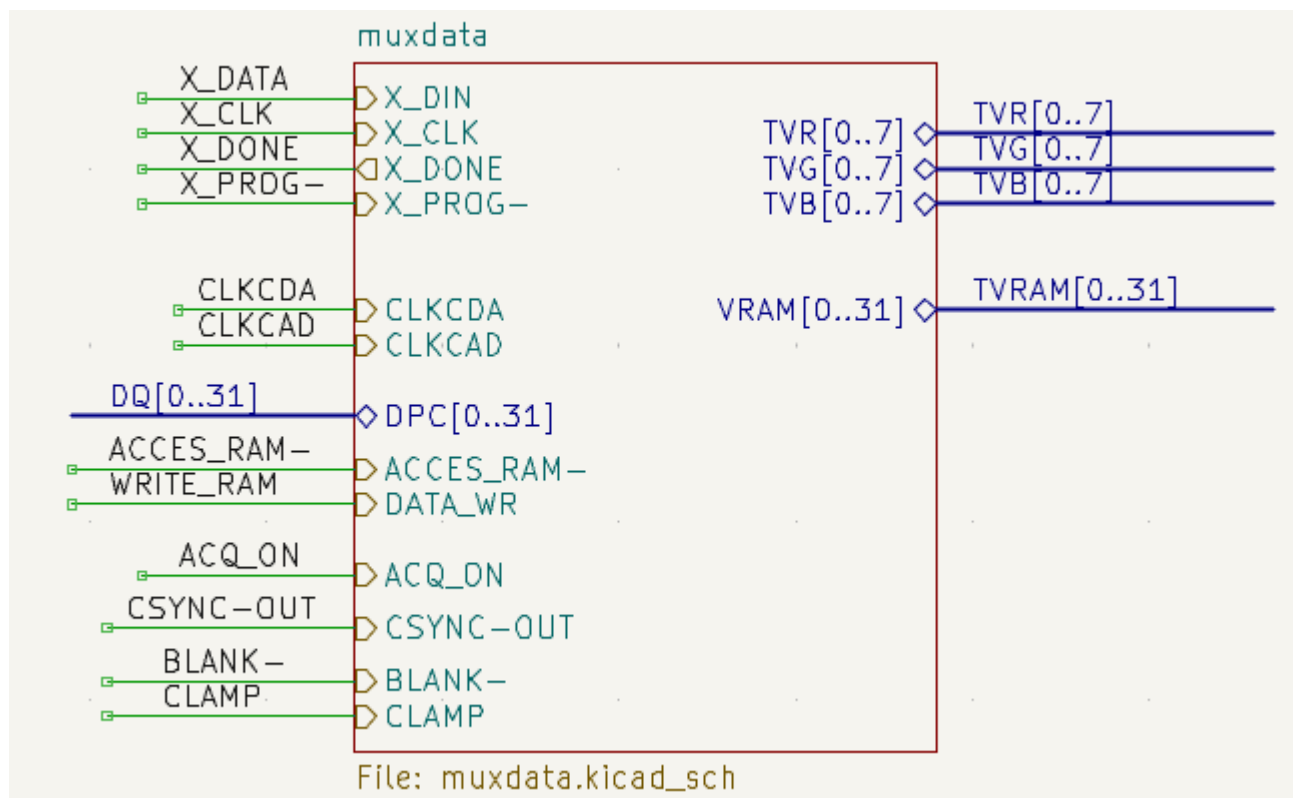 muxdata
X_DATA
X_DIN
X_CLK
X_CLK
X_DONE
X_DONE
X_PROG-
X_PROG-
TVR[0..7]
TVR[0..7]
TVG[0..7]
TVG[0..7]
TVB[0..7]
TVB[0..7]
CLKCDA
CLKCDA
CLKCAD
CLKCAD
VRAM[0..31]
TVRAM[0..31]
DQ[0..31]
DPC[0..31]
ACCES_RAM-
ACCES_RAM-
WRITE_RAM
DATA_WR
ACQ_ON
ACQ_ON
CSYNC-OUT
CSYNC-OUT
BLANK-
BLANK-
CLAMP
CLAMP
File: muxdata.kicad_sch